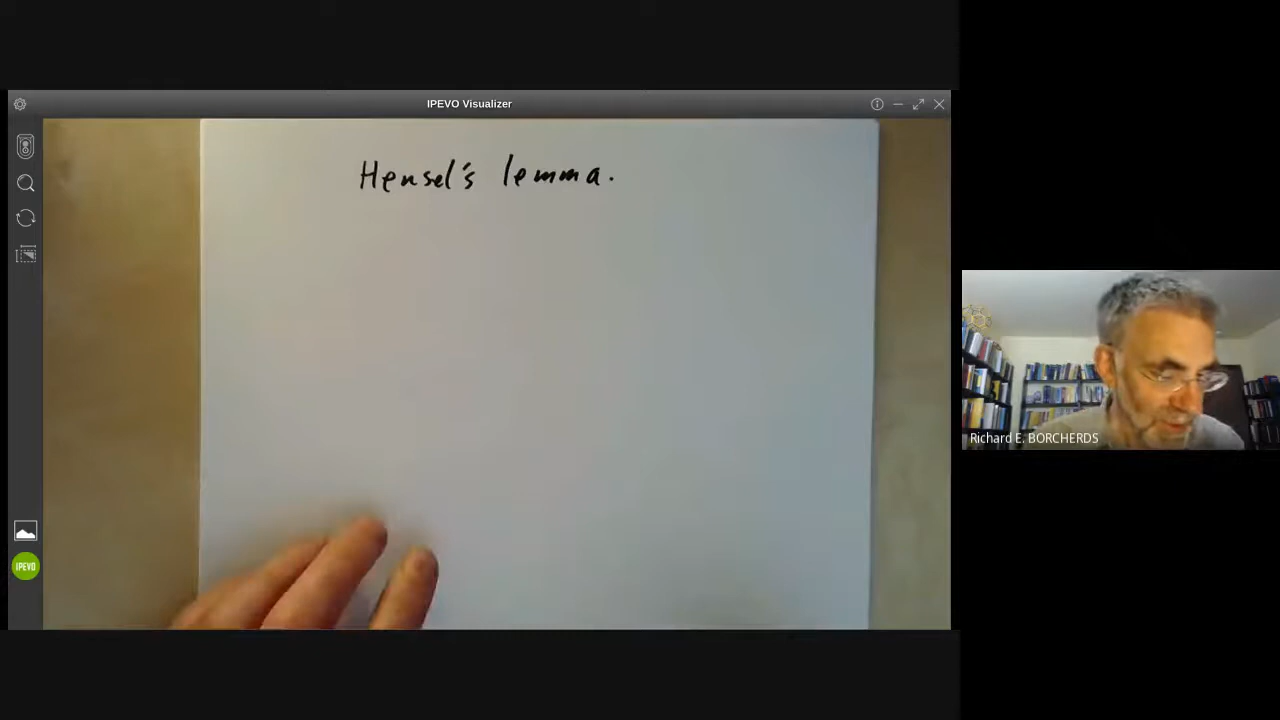 IPEVO Visualizer
Hensel's lemma.
Richard E. BORCHERDS
IPEVO